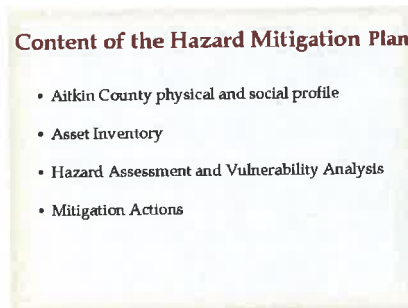 Content of the Hazard Mitigation Plan
• Aitkin County physical and social profile
• Asset Inventory
• Hazard Assessment and Vulnerability Analysis
• Mitigation Actions